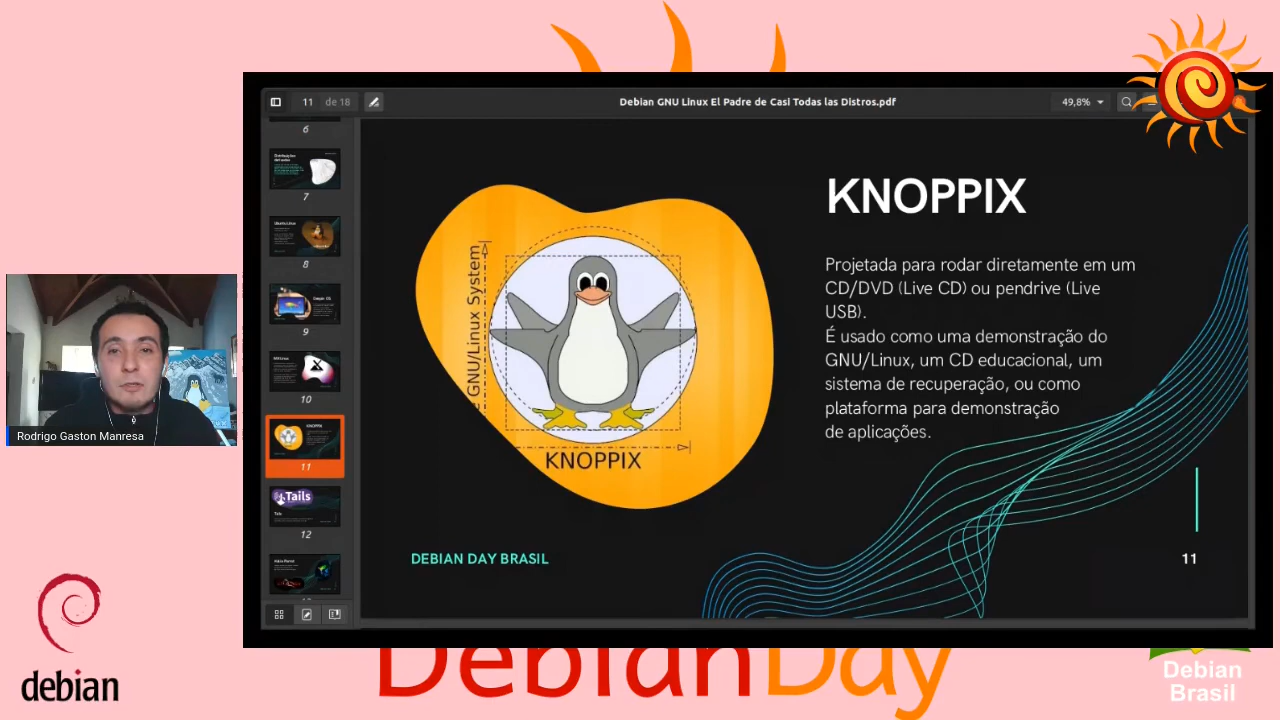 11 de 18
Debian GNU Linux El Padre de Casi Todas las Distros.pdf
49,8%
6
7
8
9
10
11
Tails
12
KNOPPIX
Projetada para rodar diretamente em um
CD/DVD (Live CD) ou pendrive (Live
USB).
É usado como uma demonstração do
GNU/Linux, um CD educacional, um
sistema de recuperação, ou como
plataforma para demonstração
de aplicações.
GNU/Linux System
KNOPPIX
DEBIAN DAY BRASIL
11
Rodrigo Gaston Manresa
debian
DebianDay
Debian
Brasil